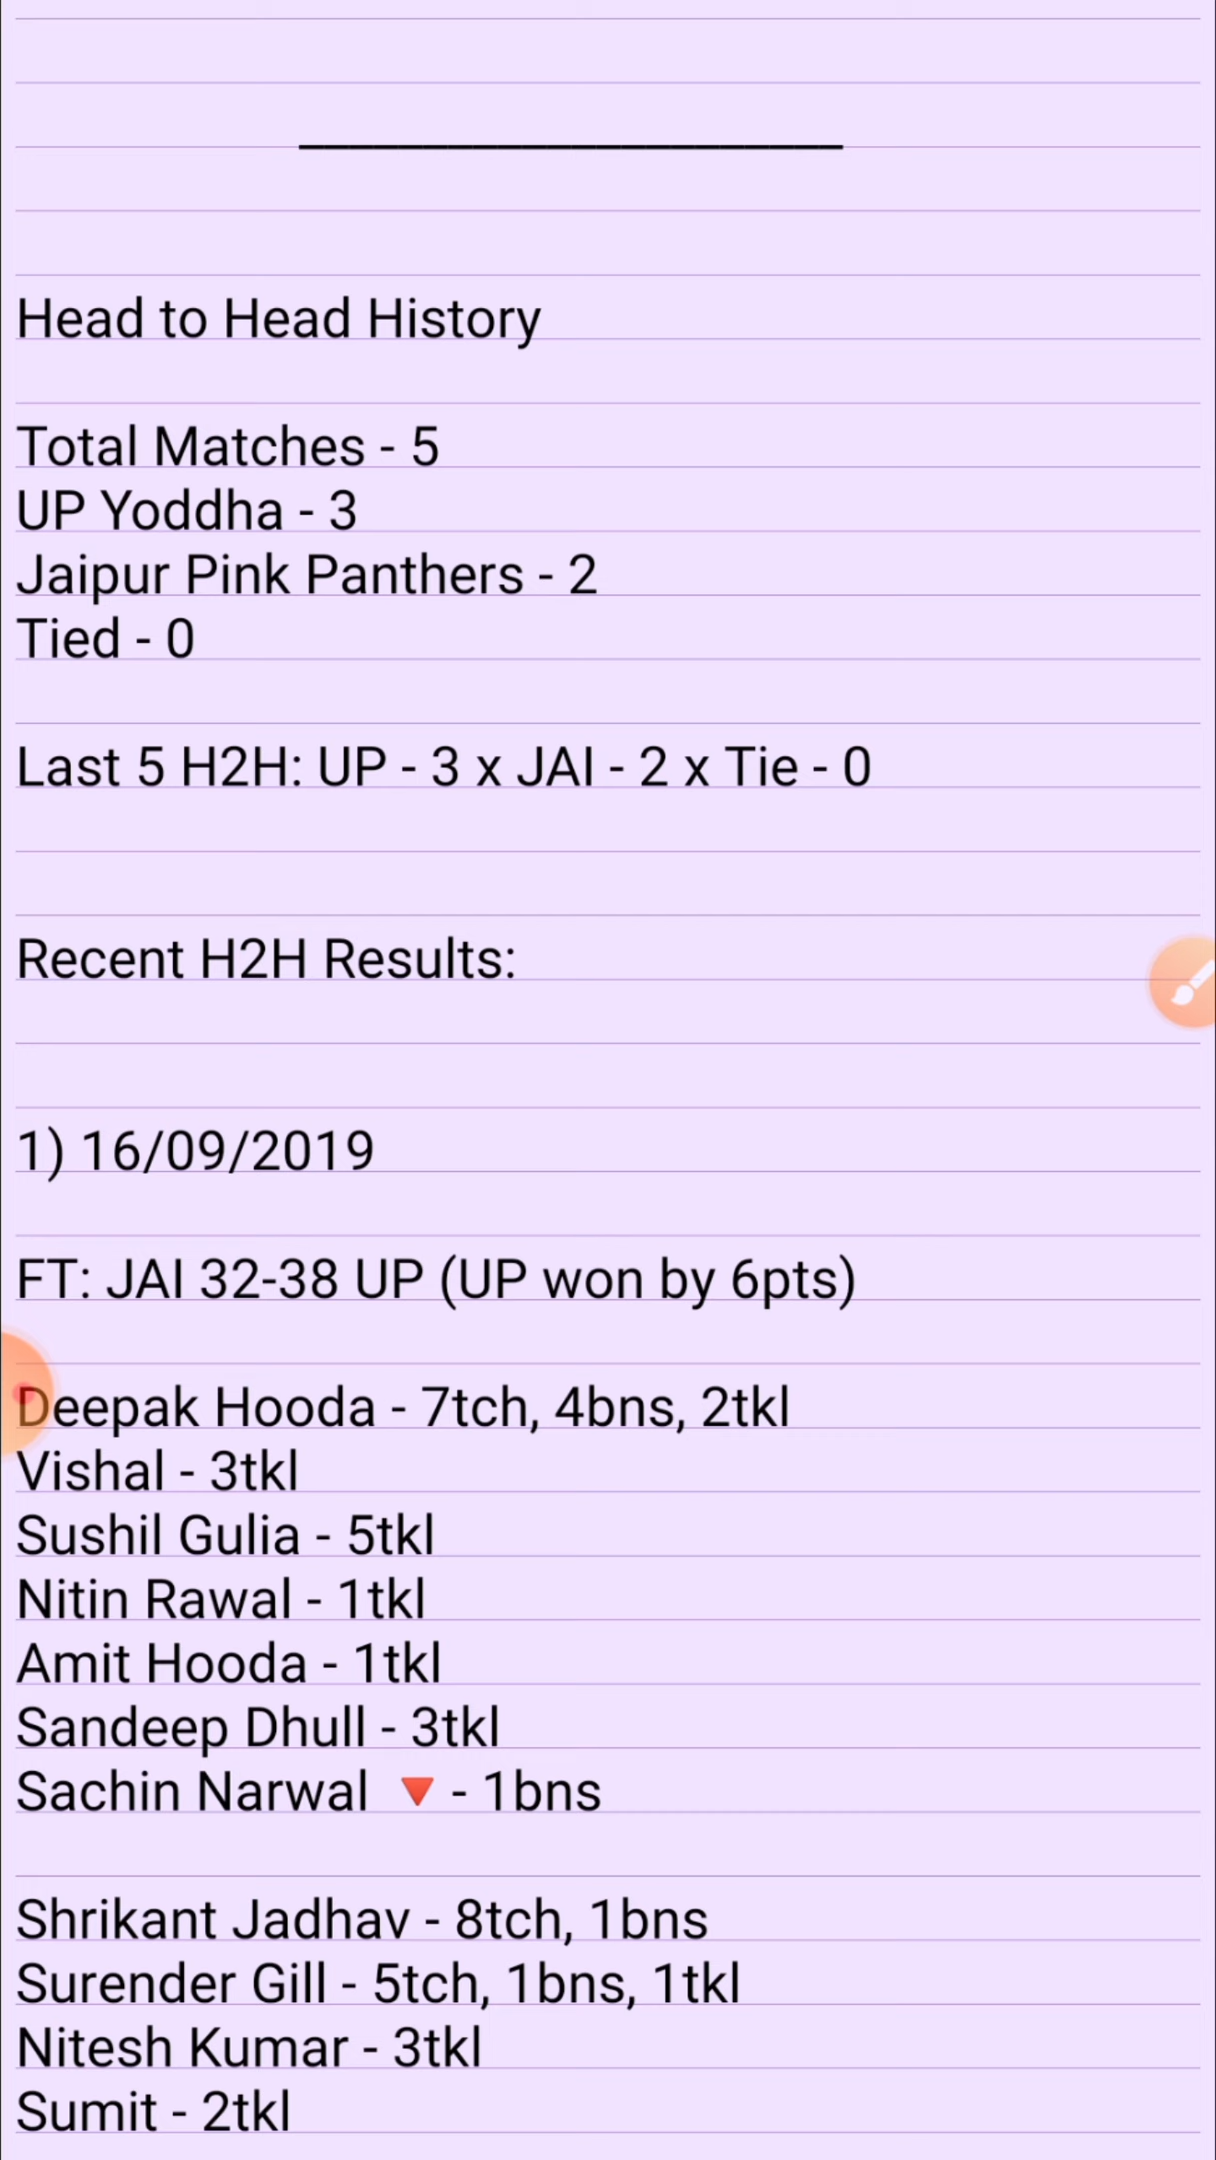 Head to Head History
Total Matches - 5
UP Yoddha - 3
Jaipur Pink Panthers - 2
Tied - 0
Last 5 H2H: UP - 3 x JAI - 2 x Tie - 0
Recent H2H Results:
1) 16/09/2019
FT: JAI 32-38 UP (UP won by 6pts)
Deepak Hooda - 7tch, 4bns, 2tkl
Vishal - 3tkl
Sushil Gulia - 5tkl
Nitin Rawal - 1tkl
Amit Hooda - 1tkl
Sandeep Dhull - 3tkl
Sachin Narwal 🔻- 1bns
Shrikant Jadhav - 8tch, 1bns
Surender Gill - 5tch, 1bns, 1tkl
Nitesh Kumar - 3tkl
Sumit - 2tkl